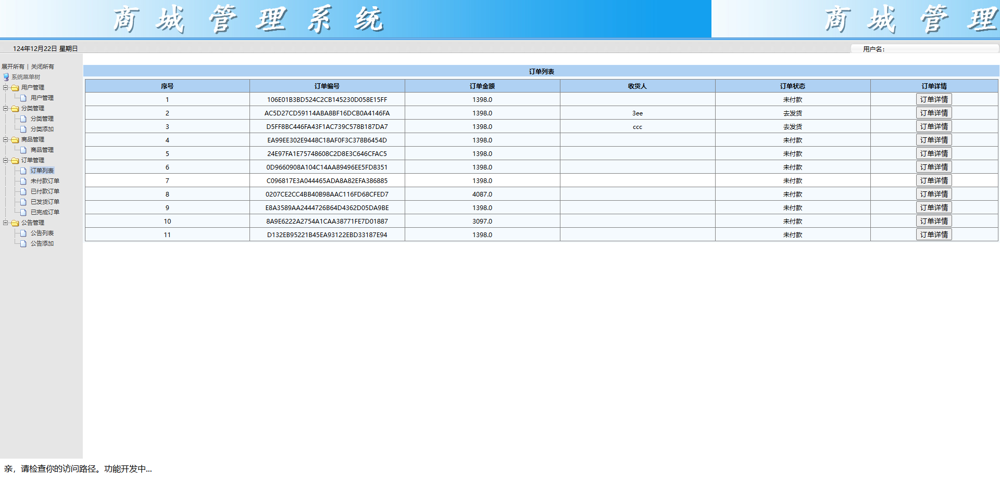 商城管理系统 商城管理
124年12月22日 星期日 用户名：
展开所有 | 关闭所有
系统菜单树
用户管理
用户管理
分类管理
分类管理
分类添加
商品管理
商品管理
订单管理
订单列表
未付款订单
已付款订单
已发货订单
已完成订单
公告管理
公告列表
公告添加
订单列表
序号 订单编号 订单金额 收货人 订单状态 订单详情
1 106E01B3BD524C2CB145230D058E15FF 1398.0 未付款 订单详情
2 AC5D27CD59114ABA8BF16DCB0A4146FA 1398.0 3ee 去发货 订单详情
3 D5FF8BC446FA43F1AC739C578B187DA7 1398.0 ccc 去发货 订单详情
4 EA99EE302E9448C18AF0F3C378B6454D 1398.0 未付款 订单详情
5 24E97FA1E75748608C2D8E3C646CFAC5 1398.0 未付款 订单详情
6 0D9660908A104C14AA89496EE5FD8351 1398.0 未付款 订单详情
7 C096817E3A044465ADA8A82EFA386885 1398.0 未付款 订单详情
8 0207CE2CC4BB40B98AAC116FD68CFED7 4087.0 未付款 订单详情
9 E8A3589AA2444726B64D4362D05DA9BE 1398.0 未付款 订单详情
10 8A9E6222A2754A1CAA38771FE7D01887 3097.0 未付款 订单详情
11 D132EB95221B45EA93122EBD33187E94 1398.0 未付款 订单详情
亲，请检查你的访问路径。功能开发中...